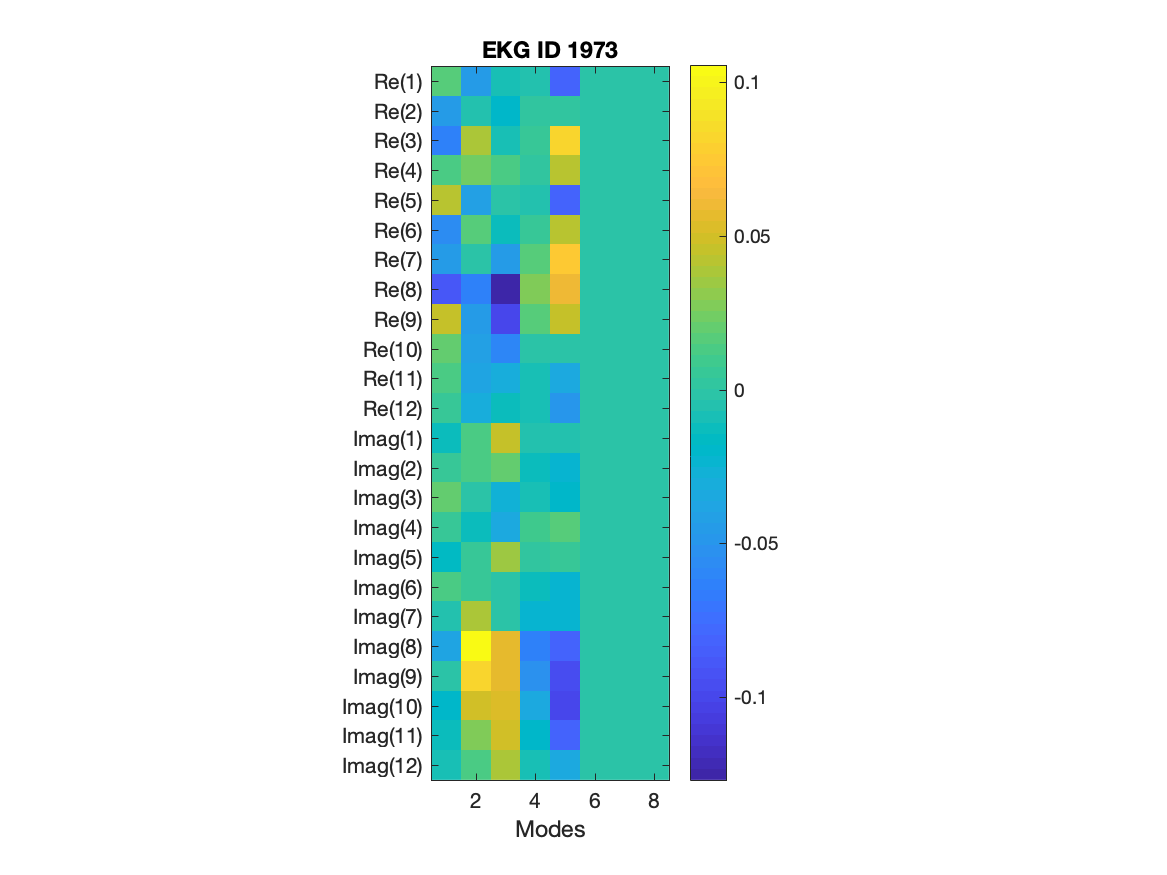 EKG ID 1973
Re(1)
Re(2)
Re(3)
Re(4)
Re(5)
Re(6)
Re(7)
Re(8)
Re(9)
Re(10)
Re(11)
Re(12)
Imag(1)
Imag(2)
Imag(3)
Imag(4)
Imag(5)
Imag(6)
Imag(7)
Imag(8)
Imag(9)
Imag(10)
Imag(11)
Imag(12)
2 4 6 8
Modes
0.1
0.05
0
-0.05
-0.1